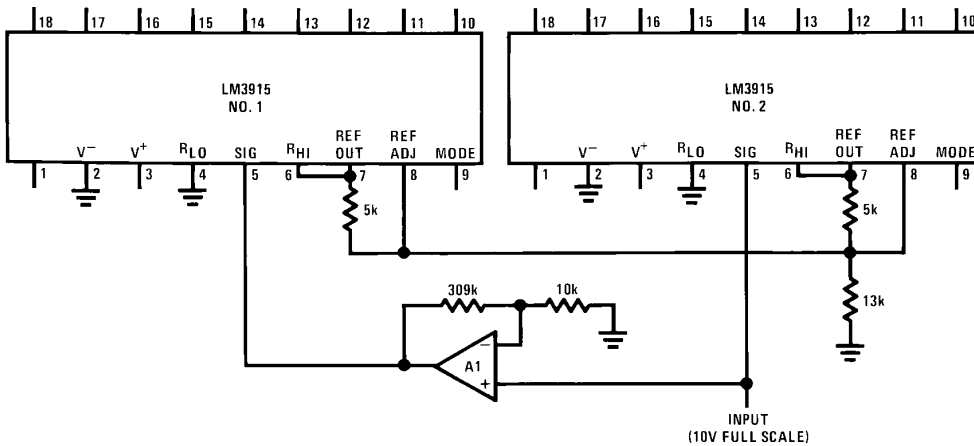 18 17 16 15 14 13 12 11 10
18 17 16 15 14 13 12 11 10
LM3915
NO. 1
LM3915
NO. 2
REF REF
V− V+ RLO SIG RHI OUT ADJ MODE
1 2 3 4 5 6 7 8 9
REF REF
V− V+ RLO SIG RHI OUT ADJ MODE
1 2 3 4 5 6 7 8 9
5k
5k
309k
10k
13k
−
A1
+
INPUT
(10V FULL SCALE)